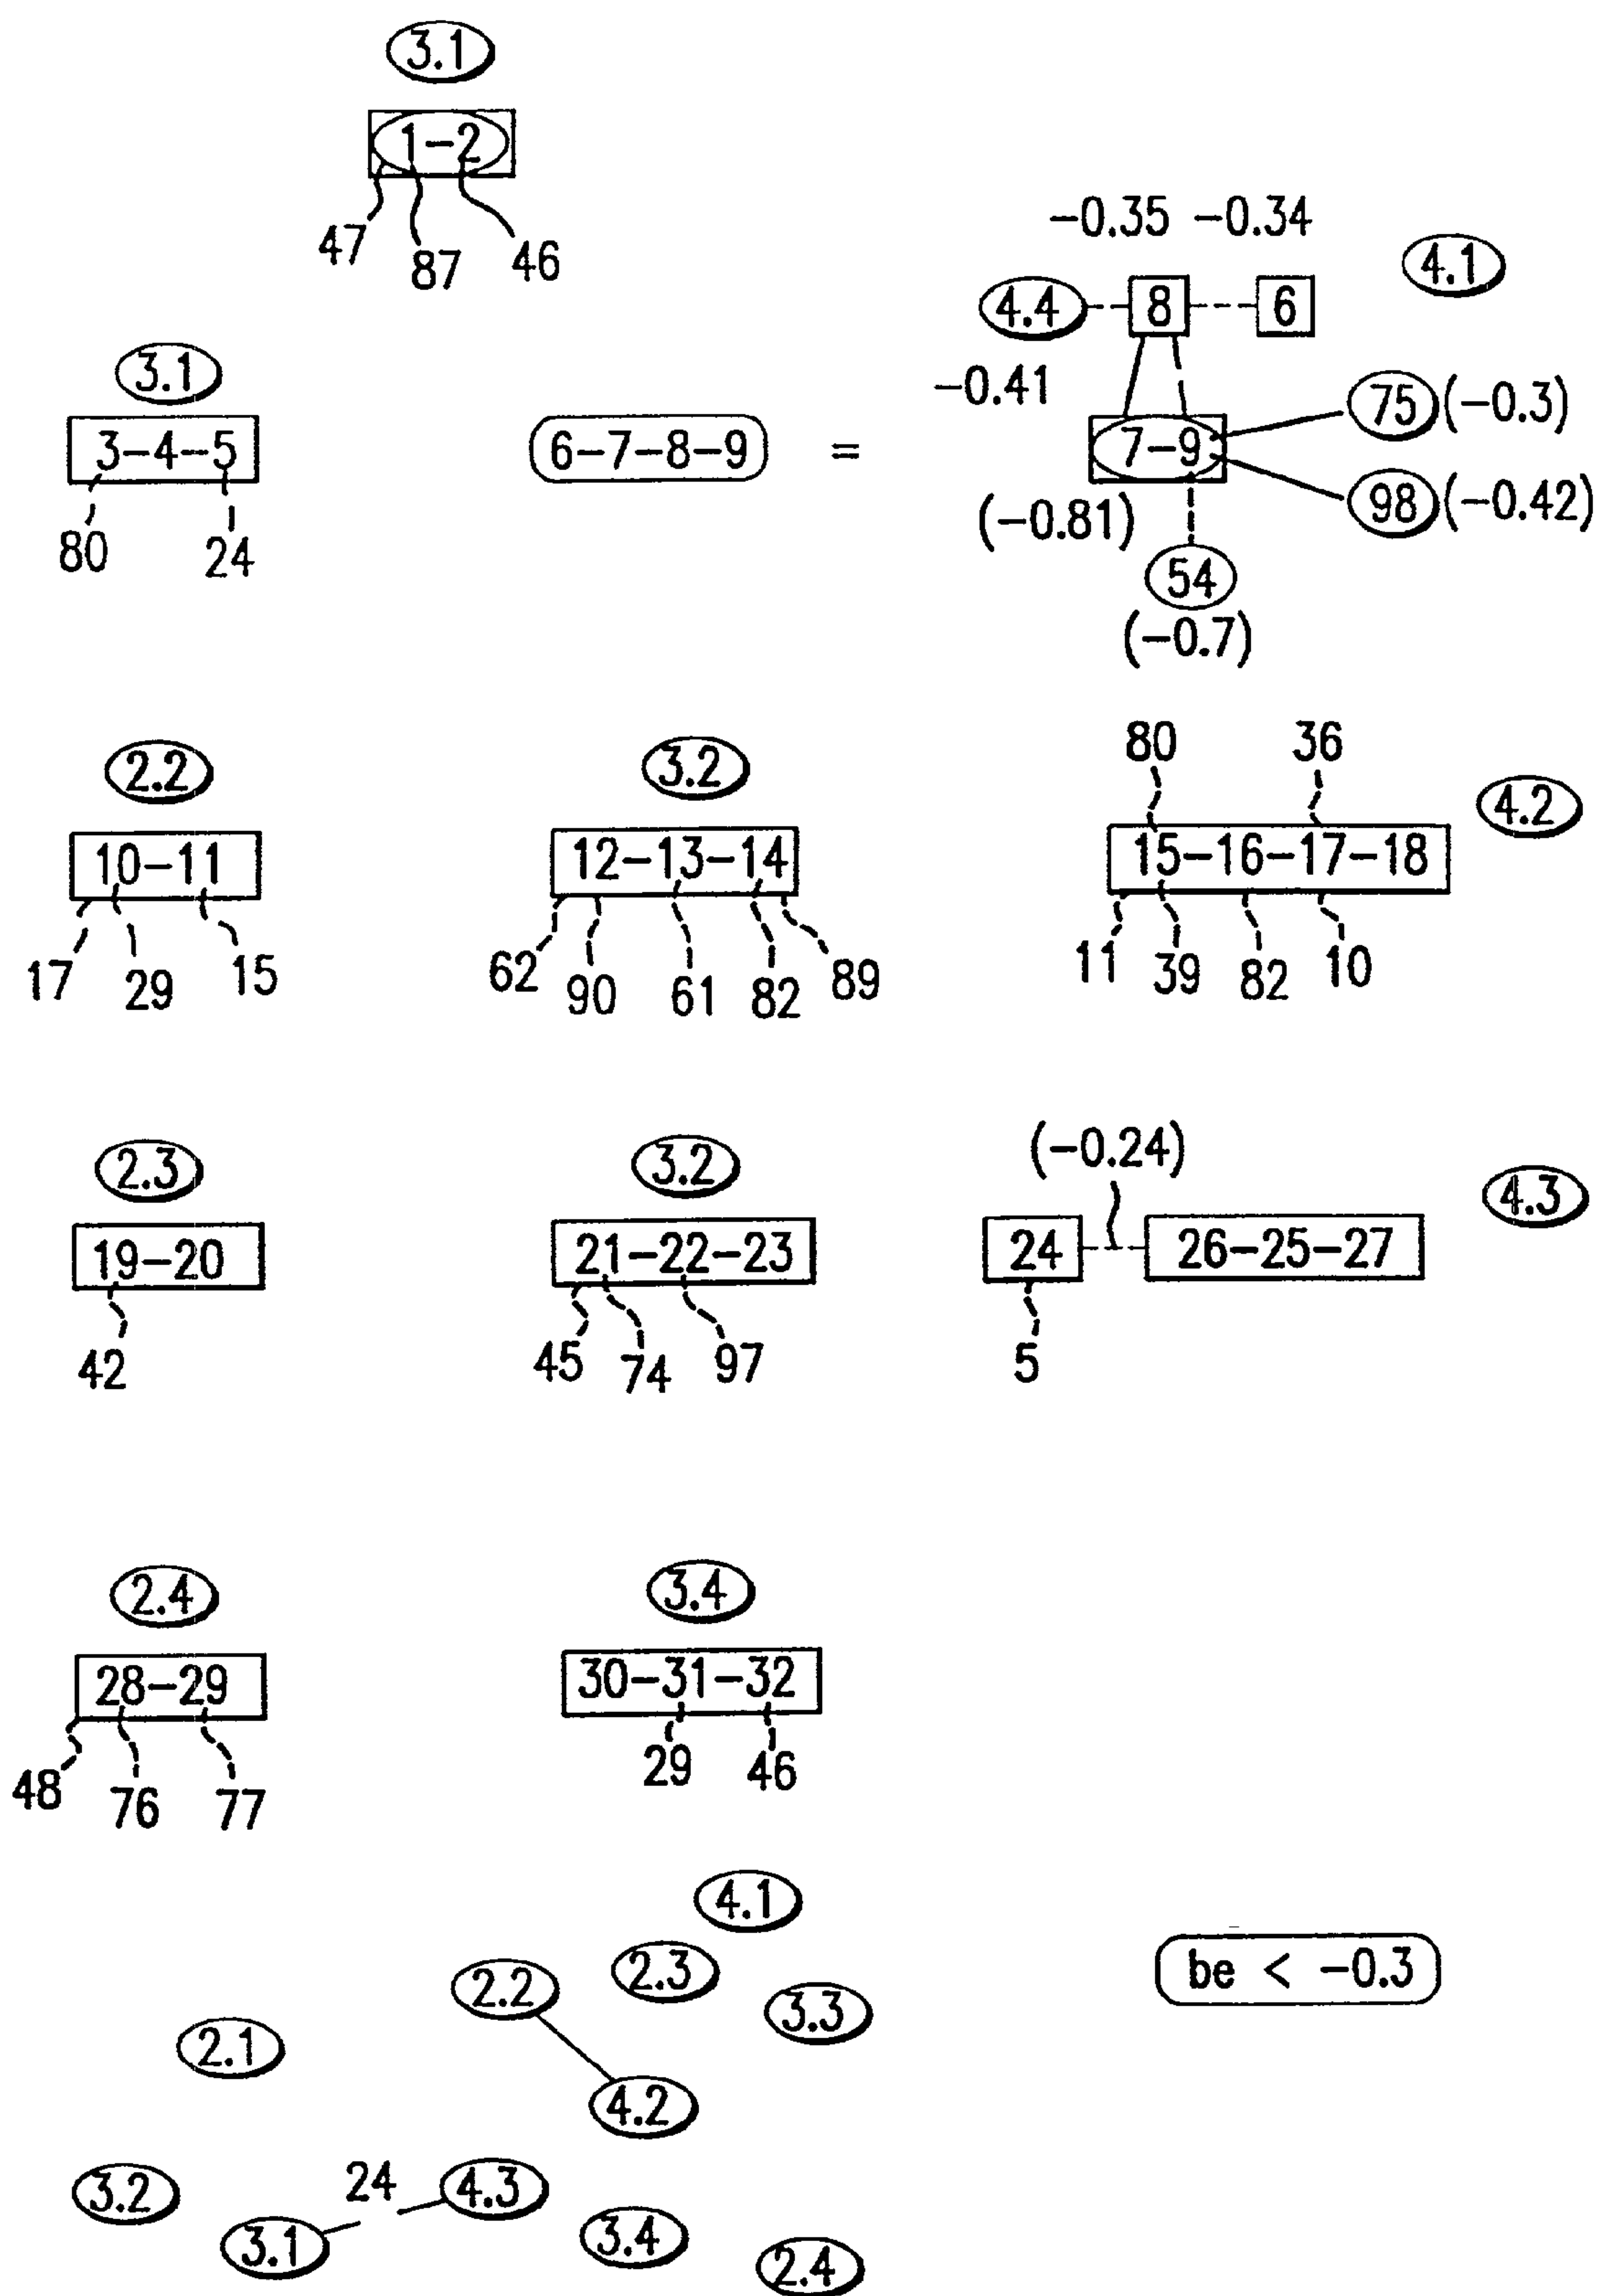 3.1
1-2
47 87 46
-0.35 -0.34
4.1
4.4 8 6
3.1
-0.41
75 (-0.3)
3-4-5 6-7-8-9 = 7-9
98 (-0.42)
(-0.81)
80 24
54
(-0.7)
2.2 3.2 80 36 4.2
10-11 12-13-14 15-16-17-18
17 29 15 62 90 61 82 89 11 39 82 10
(-0.24)
2.3 3.2 4.3
19-20 21-22-23 24 26-25-27
42 45 74 97 5
2.4 3.4
28-29 30-31-32
48 76 77 29 46
4.1
2.2 2.3 be < -0.3
3.3
2.1
4.2
3.2 24 4.3
3.1 3.4 2.4